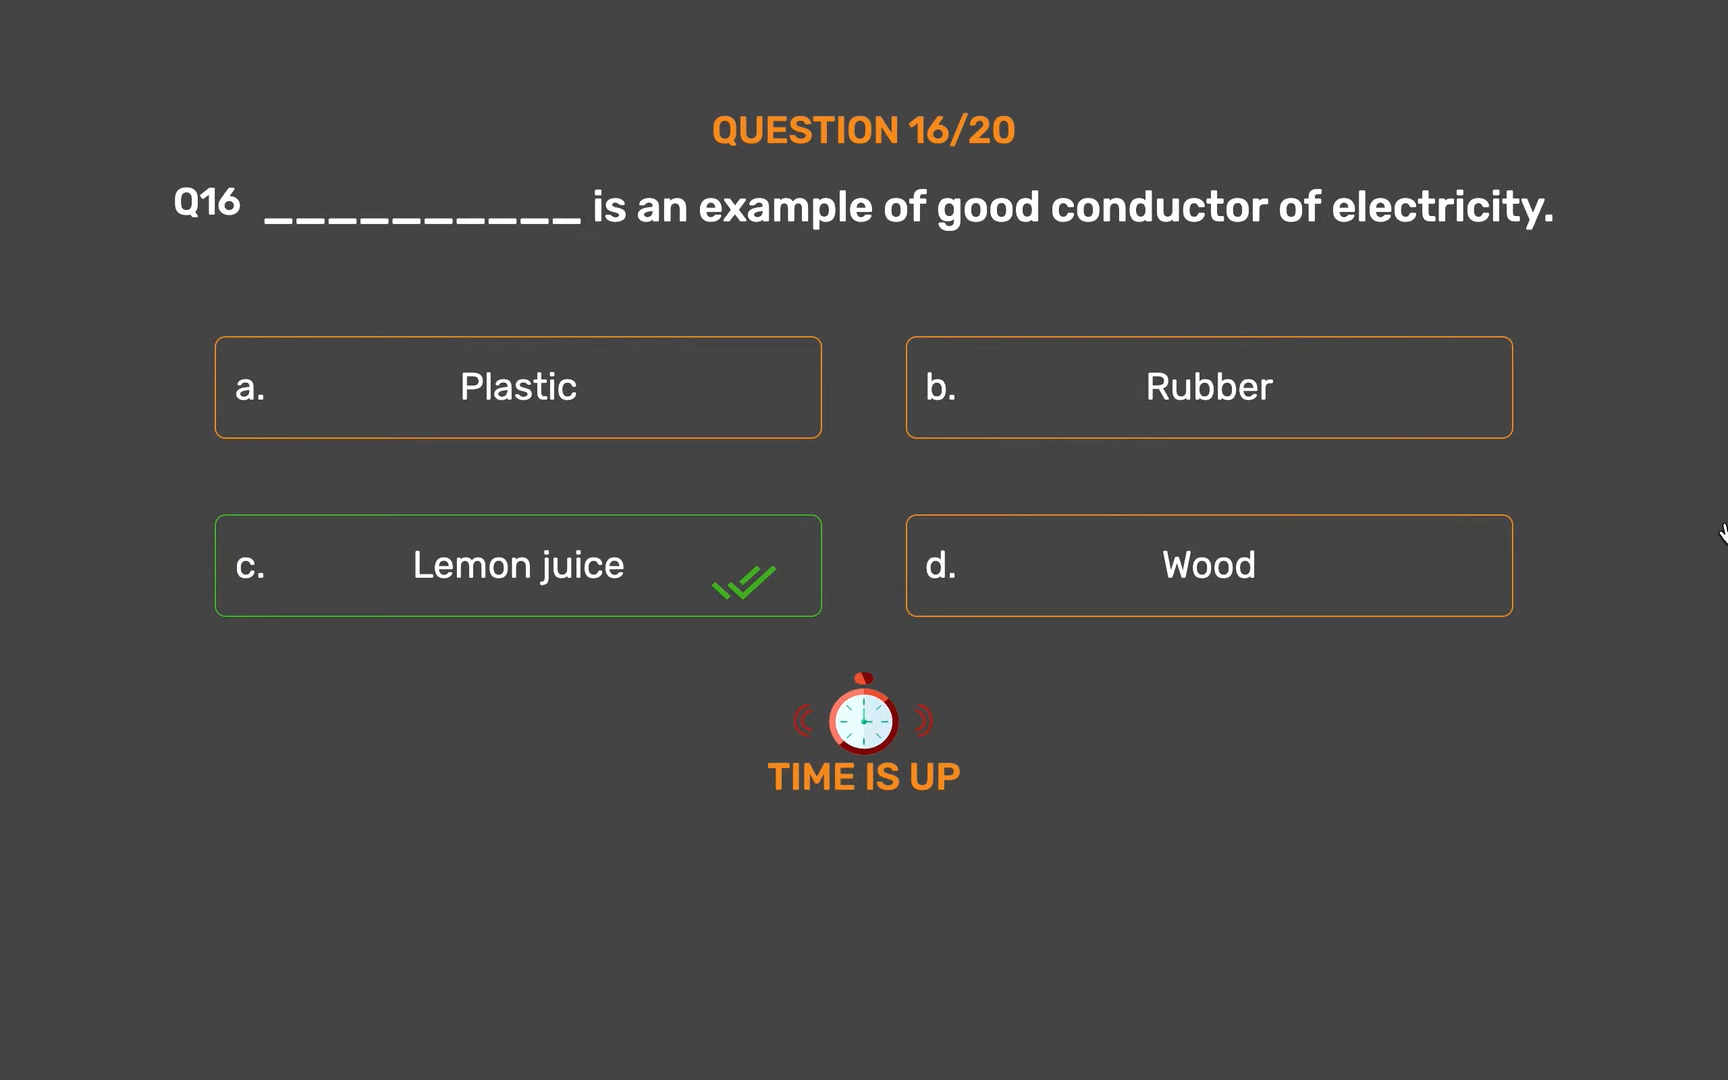 QUESTION 16/20
Q16 __________ is an example of good conductor of electricity.
a. Plastic
b. Rubber
c. Lemon juice
d. Wood
TIME IS UP